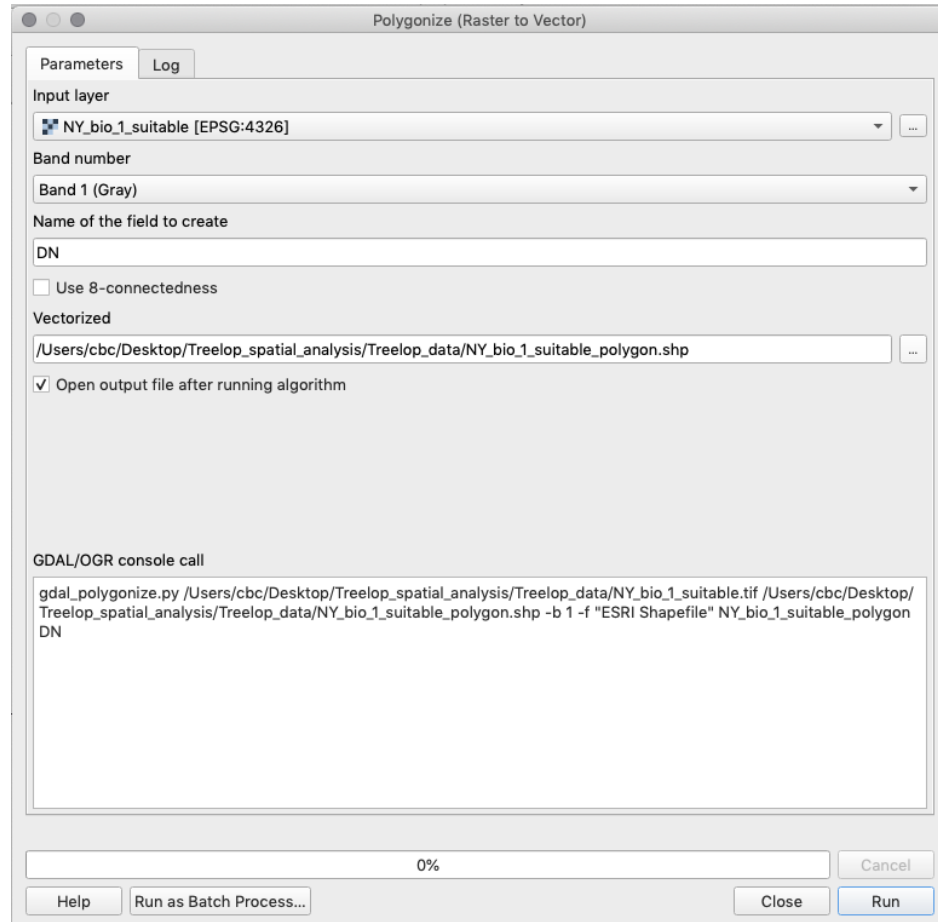 Polygonize (Raster to Vector)
Parameters
Log
Input layer
NY_bio_1_suitable [EPSG:4326]
...
Band number
Band 1 (Gray)
Name of the field to create
DN
Use 8-connectedness
Vectorized
/Users/cbc/Desktop/Treelop_spatial_analysis/Treelop_data/NY_bio_1_suitable_polygon.shp
...
Open output file after running algorithm
GDAL/OGR console call
gdal_polygonize.py /Users/cbc/Desktop/Treelop_spatial_analysis/Treelop_data/NY_bio_1_suitable.tif /Users/cbc/Desktop/
Treelop_spatial_analysis/Treelop_data/NY_bio_1_suitable_polygon.shp -b 1 -f "ESRI Shapefile" NY_bio_1_suitable_polygon
DN
0%
Cancel
Help
Run as Batch Process...
Close
Run